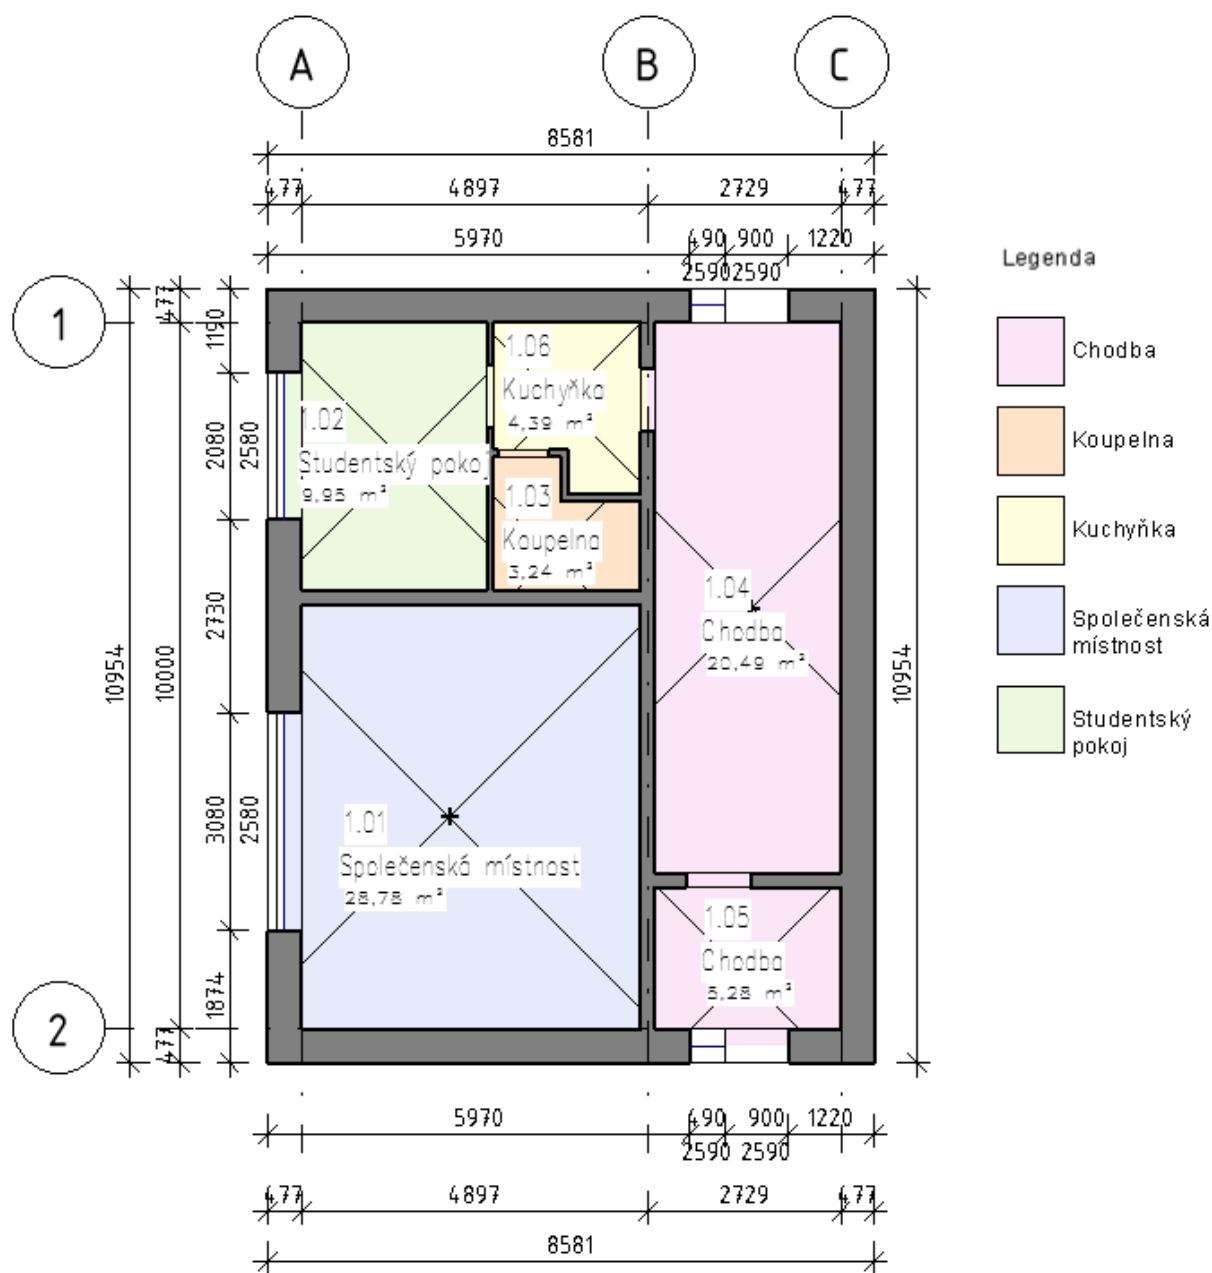 A B C
8581
477 4897 2729 477
5970 490 900 1220
2590 2590
Legenda
Chodba
Koupelna
Kuchyňka
Společenská
místnost
Studentský
pokoj
1
2
10954
477
10000
477
1190
2080
2580
2730
3080
2580
1874
10954
1.06
Kuchyňka
4,39 m²
1.02
Studentský pokoj
9,95 m²
1.03
Koupelna
3,24 m²
1.04
Chodba
20,49 m²
1.01
Společenská místnost
28,78 m²
1.05
Chodba
5,28 m²
5970 490 900 1220
2590 2590
477 4897 2729 477
8581